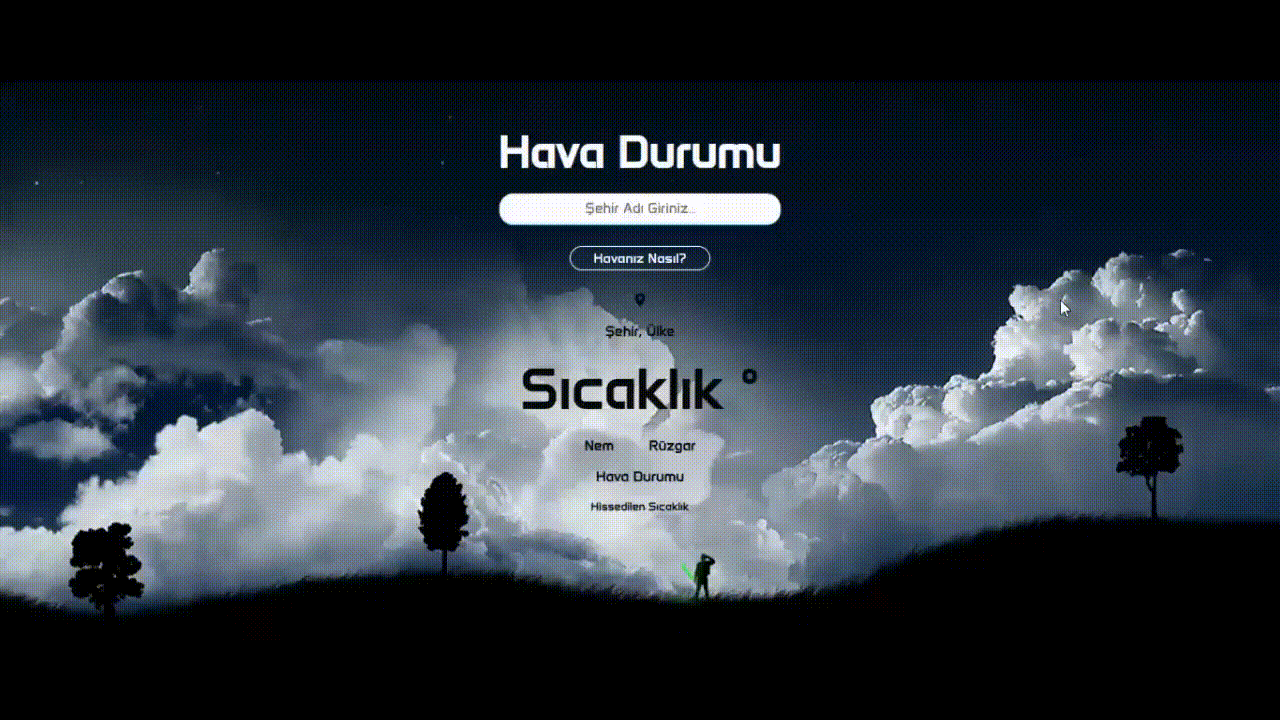 Hava Durumu
Şehir Adı Giriniz...
Havanız Nasıl?
Şehir, Ülke
Sıcaklık °
Nem Rüzgar
Hava Durumu
Hissedilen Sıcaklık